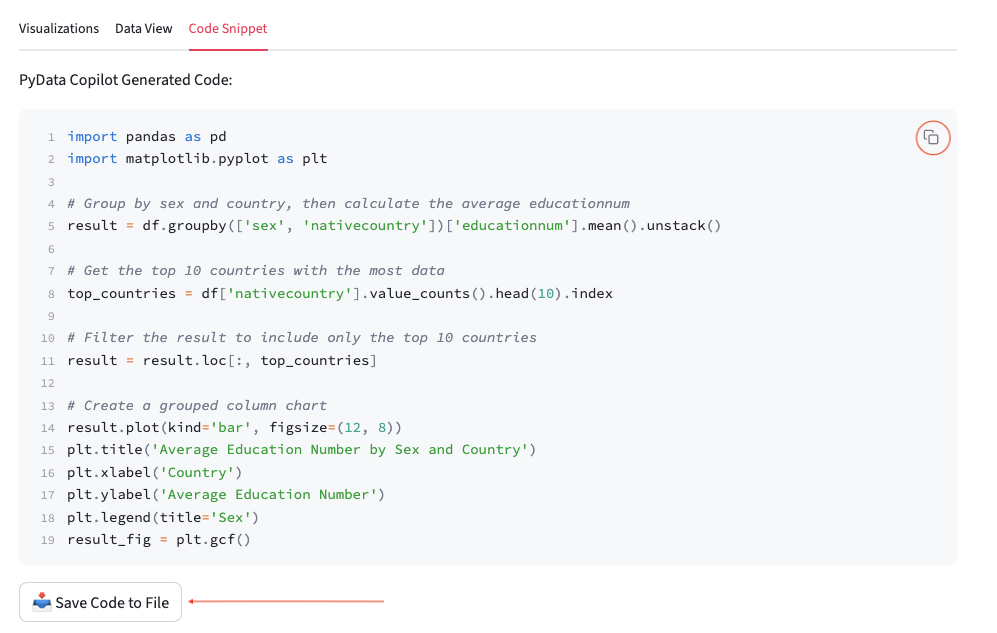 Visualizations Data View Code Snippet
PyData Copilot Generated Code:
1 import pandas as pd
2 import matplotlib.pyplot as plt
3
4 # Group by sex and country, then calculate the average educationnum
5 result = df.groupby(['sex', 'nativecountry'])['educationnum'].mean().unstack()
6
7 # Get the top 10 countries with the most data
8 top_countries = df['nativecountry'].value_counts().head(10).index
9
10 # Filter the result to include only the top 10 countries
11 result = result.loc[:, top_countries]
12
13 # Create a grouped column chart
14 result.plot(kind='bar', figsize=(12, 8))
15 plt.title('Average Education Number by Sex and Country')
16 plt.xlabel('Country')
17 plt.ylabel('Average Education Number')
18 plt.legend(title='Sex')
19 result_fig = plt.gcf()
Save Code to File